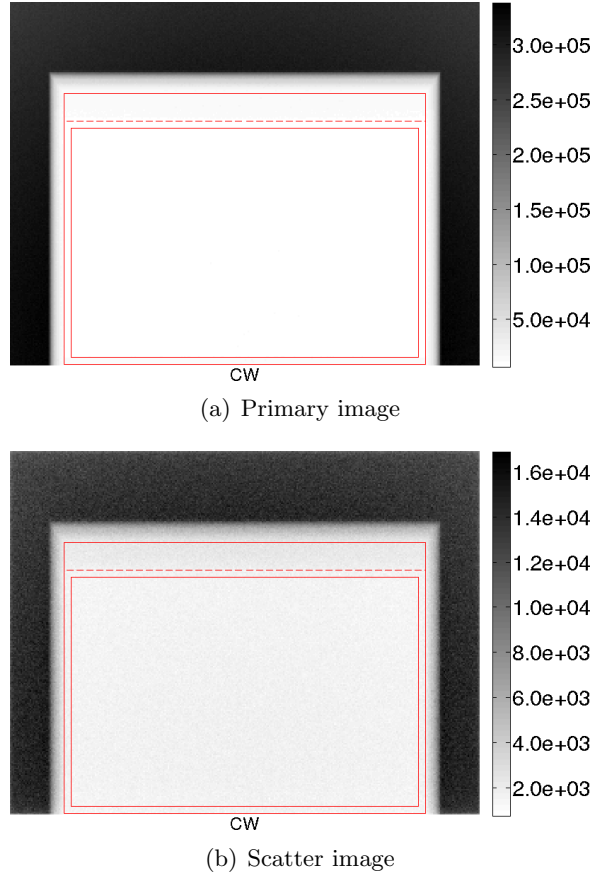 3.0e+05
2.5e+05
2.0e+05
1.5e+05
1.0e+05
5.0e+04
CW
(a) Primary image
1.6e+04
1.4e+04
1.2e+04
1.0e+04
8.0e+03
6.0e+03
4.0e+03
2.0e+03
CW
(b) Scatter image